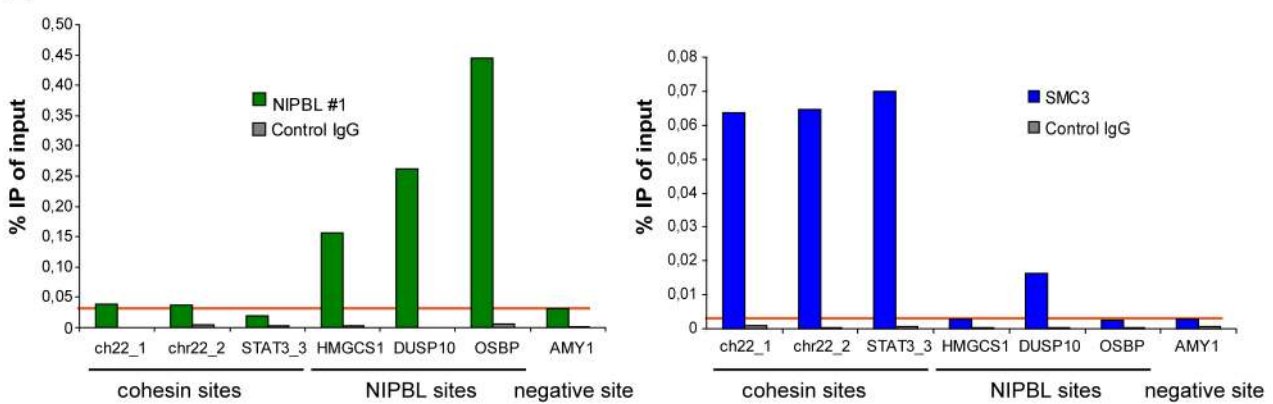 0,50
0,45
0,40
0,35
0,30
0,25
0,20
0,15
0,10
0,05
0
% IP of input
NIPBL #1
Control IgG
ch22_1 chr22_2 STAT3_3 HMGCS1 DUSP10 OSBP AMY1
cohesin sites NIPBL sites negative site
0,08
0,07
0,06
0,05
0,04
0,03
0,02
0,01
0
% IP of input
SMC3
Control IgG
ch22_1 chr22_2 STAT3_3 HMGCS1 DUSP10 OSBP AMY1
cohesin sites NIPBL sites negative site